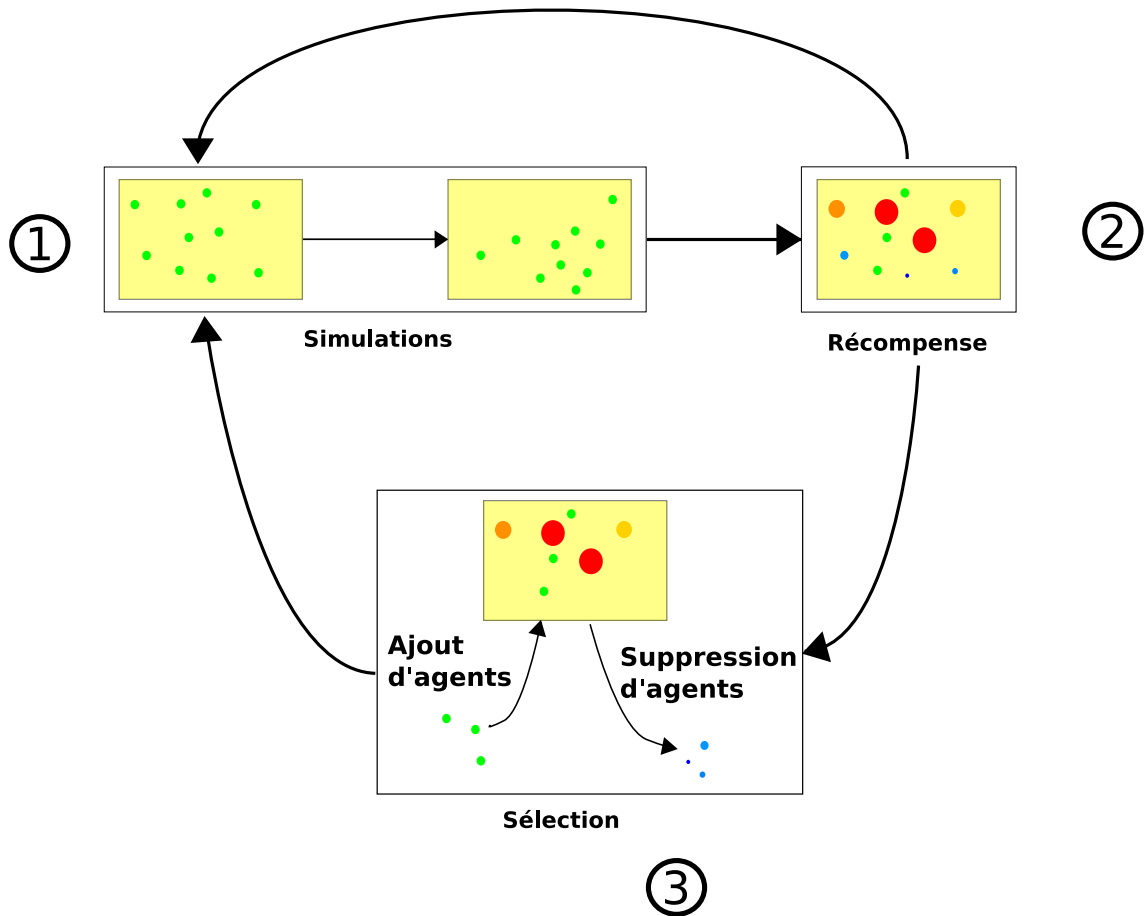 1
2
Simulations
Récompense
Ajout
d'agents
Suppression
d'agents
Sélection
3